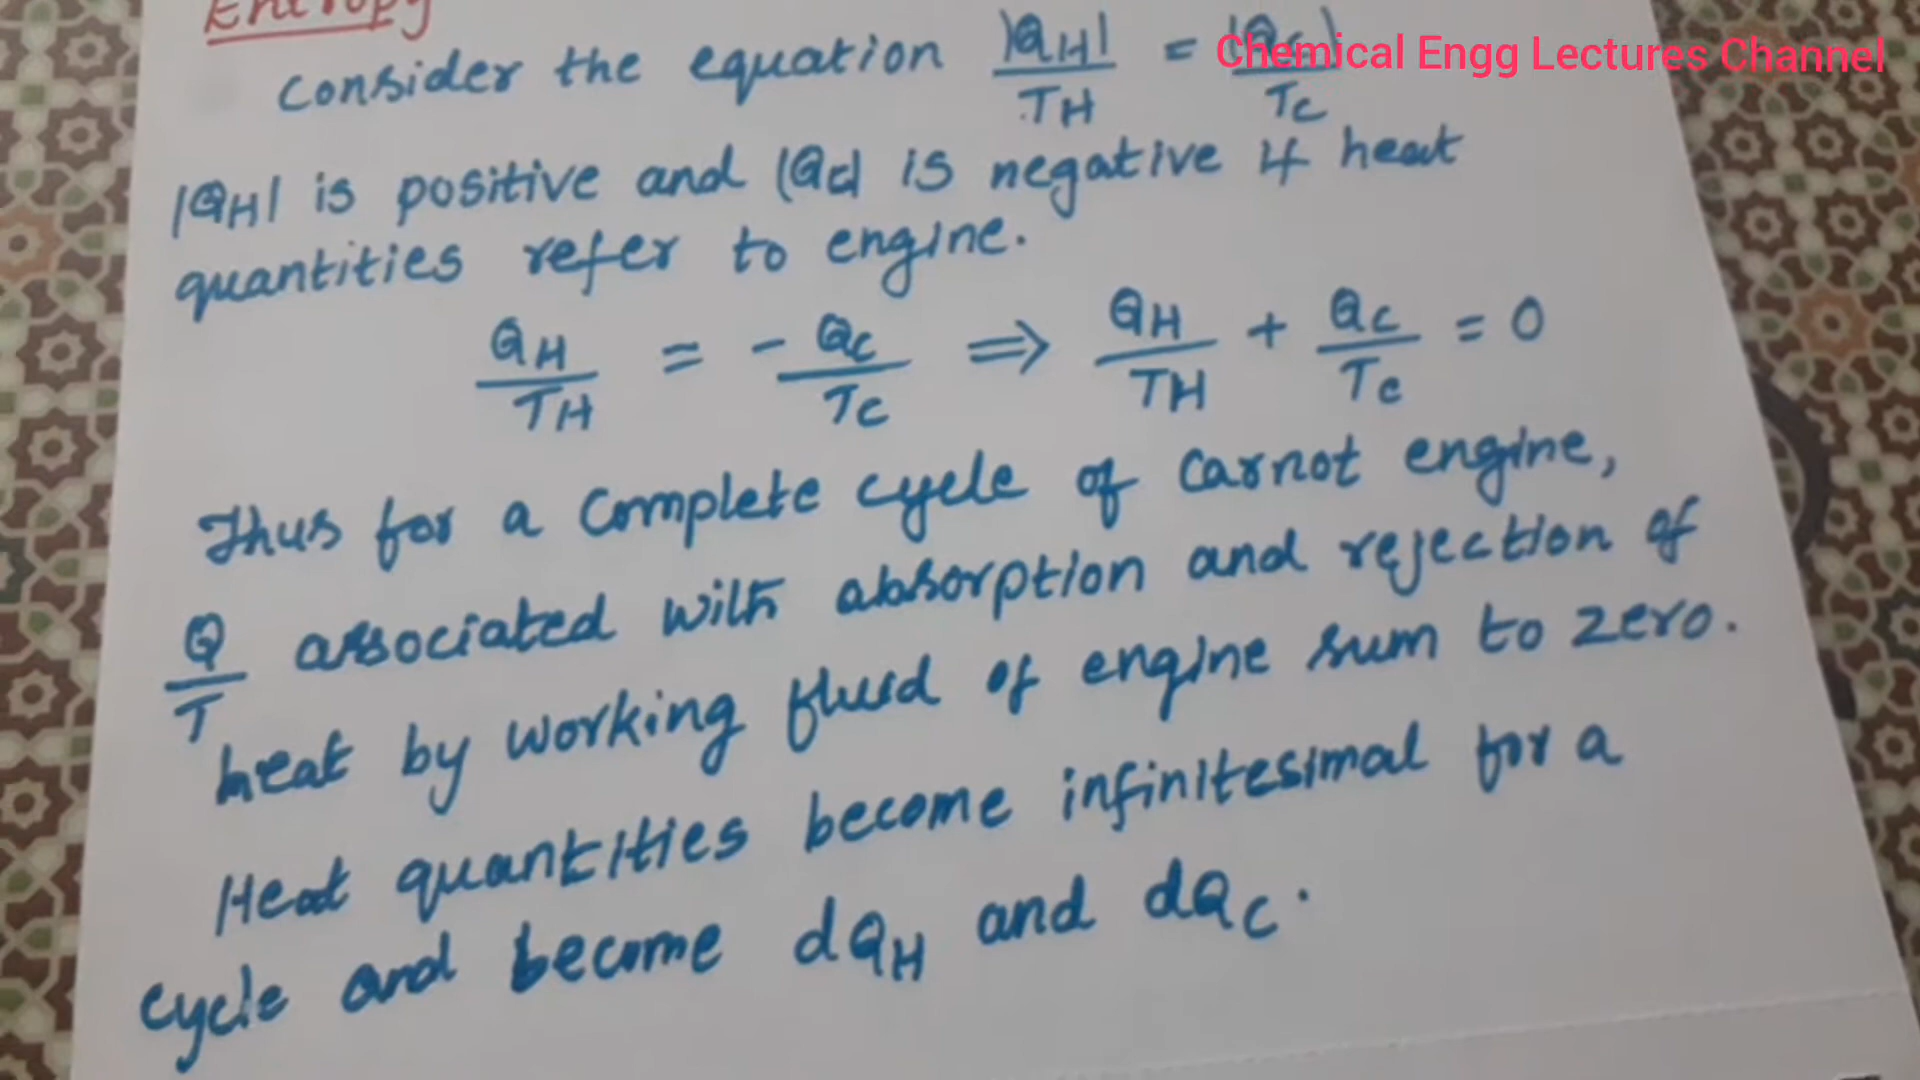 Entropy
Consider the equation |QH|/TH = |Qc|/Tc
Chemical Engg Lectures Channel
|QH| is positive and |Qc| is negative if heat
quantities refer to engine.
QH/TH = - Qc/Tc ⟹ QH/TH + Qc/Tc = 0
Thus for a complete cycle of Carnot engine,
Q/T associated with absorption and rejection of
heat by working fluid of engine sum to zero.
Heat quantities become infinitesimal for a
cycle and become dQH and dQc.